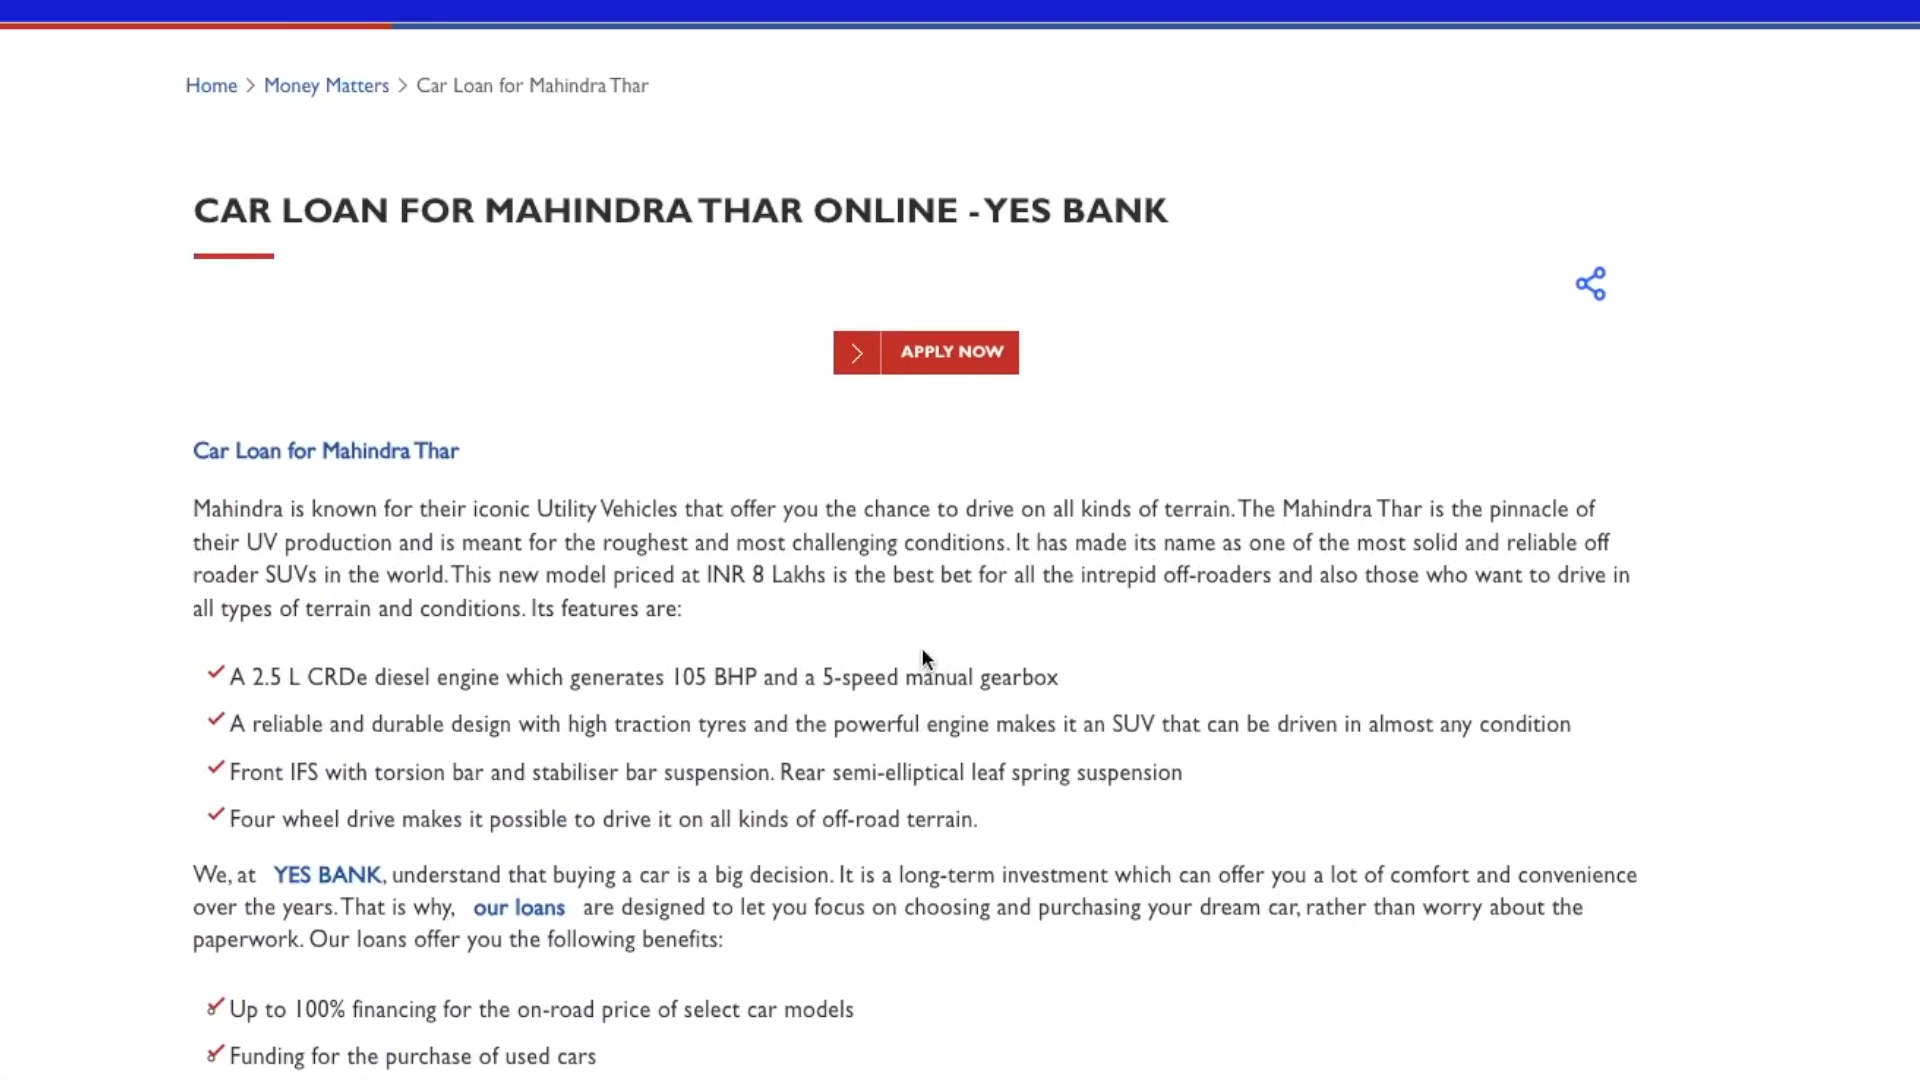 Home > Money Matters > Car Loan for Mahindra Thar
CAR LOAN FOR MAHINDRA THAR ONLINE - YES BANK
APPLY NOW
Car Loan for Mahindra Thar
Mahindra is known for their iconic Utility Vehicles that offer you the chance to drive on all kinds of terrain. The Mahindra Thar is the pinnacle of
their UV production and is meant for the roughest and most challenging conditions. It has made its name as one of the most solid and reliable off
roader SUVs in the world. This new model priced at INR 8 Lakhs is the best bet for all the intrepid off-roaders and also those who want to drive in
all types of terrain and conditions. Its features are:
A 2.5 L CRDe diesel engine which generates 105 BHP and a 5-speed manual gearbox
A reliable and durable design with high traction tyres and the powerful engine makes it an SUV that can be driven in almost any condition
Front IFS with torsion bar and stabiliser bar suspension. Rear semi-elliptical leaf spring suspension
Four wheel drive makes it possible to drive it on all kinds of off-road terrain.
We, at YES BANK, understand that buying a car is a big decision. It is a long-term investment which can offer you a lot of comfort and convenience
over the years. That is why, our loans are designed to let you focus on choosing and purchasing your dream car, rather than worry about the
paperwork. Our loans offer you the following benefits:
Up to 100% financing for the on-road price of select car models
Funding for the purchase of used cars